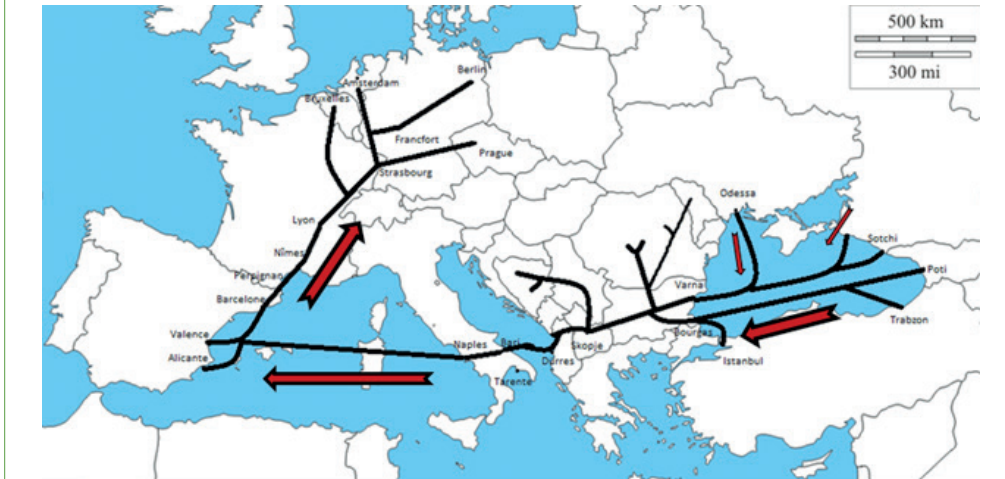 500 km
300 mi
Berlin
Amsterdam
Bruxelles
Francfort
Prague
Strasbourg
Odessa
Lyon
Sotchi
Nîmes
Poti
Perpignan
Varna
Barcelone
Trabzon
Valence
Naples
Bari
Skopje
Bourgas
Alicante
Durres
Istanbul
Tarente